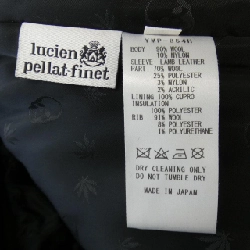 lucien
pellat-finet
BODY 90% WOOL
10% NYLON
SLEEVE LAMB LEATHER
PART 70% WOOL
25% POLYESTER
3% NYLON
2% ACRYLIC
LINING 100% CUPRO
INSULATION
100% POLYESTER
RIB 91% WOOL
8% POLYESTER
1% POLYURETHANE
DRY CLEANING ONLY
DO NOT TUMBLE DRY
MADE IN JAPAN